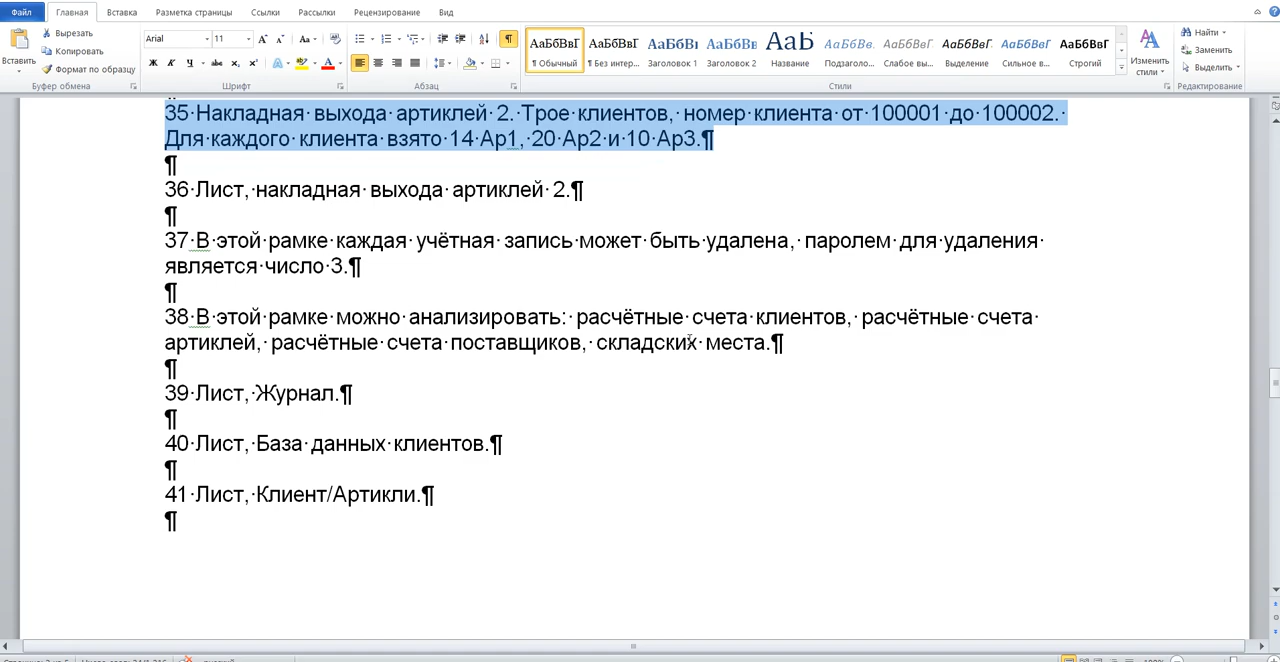 Файл Главная Вставка Разметка страницы Ссылки Рассылки Рецензирование Вид
Вырезать
Копировать
Формат по образцу
Вставить
Буфер обмена
Arial 11
Шрифт
Абзац
АаБбВвГ АаБбВвГ АаБбВı АаБбВв АаБ АаБбВв. АаБбВвГ АаБбВвГ АаБбВвГ АаБбВвГ
¶ Обычный ¶ Без интер... Заголовок 1 Заголовок 2 Название Подзаголо... Слабое вы... Выделение Сильное в... Строгий
Стили
Изменить
стили
Найти
Заменить
Выделить
Редактирование
35 Накладная выхода артиклей 2. Трое клиентов, номер клиента от 100001 до 100002.
Для каждого клиента взято 14 Ар1, 20 Ар2 и 10 Ар3.¶
¶
36 Лист, накладная выхода артиклей 2.¶
¶
37 В этой рамке каждая учётная запись может быть удалена, паролем для удаления
является число 3.¶
¶
38 В этой рамке можно анализировать: расчётные счета клиентов, расчётные счета
артиклей, расчётные счета поставщиков, складских места.¶
¶
39 Лист, Журнал.¶
¶
40 Лист, База данных клиентов.¶
¶
41 Лист, Клиент/Артикли.¶
¶